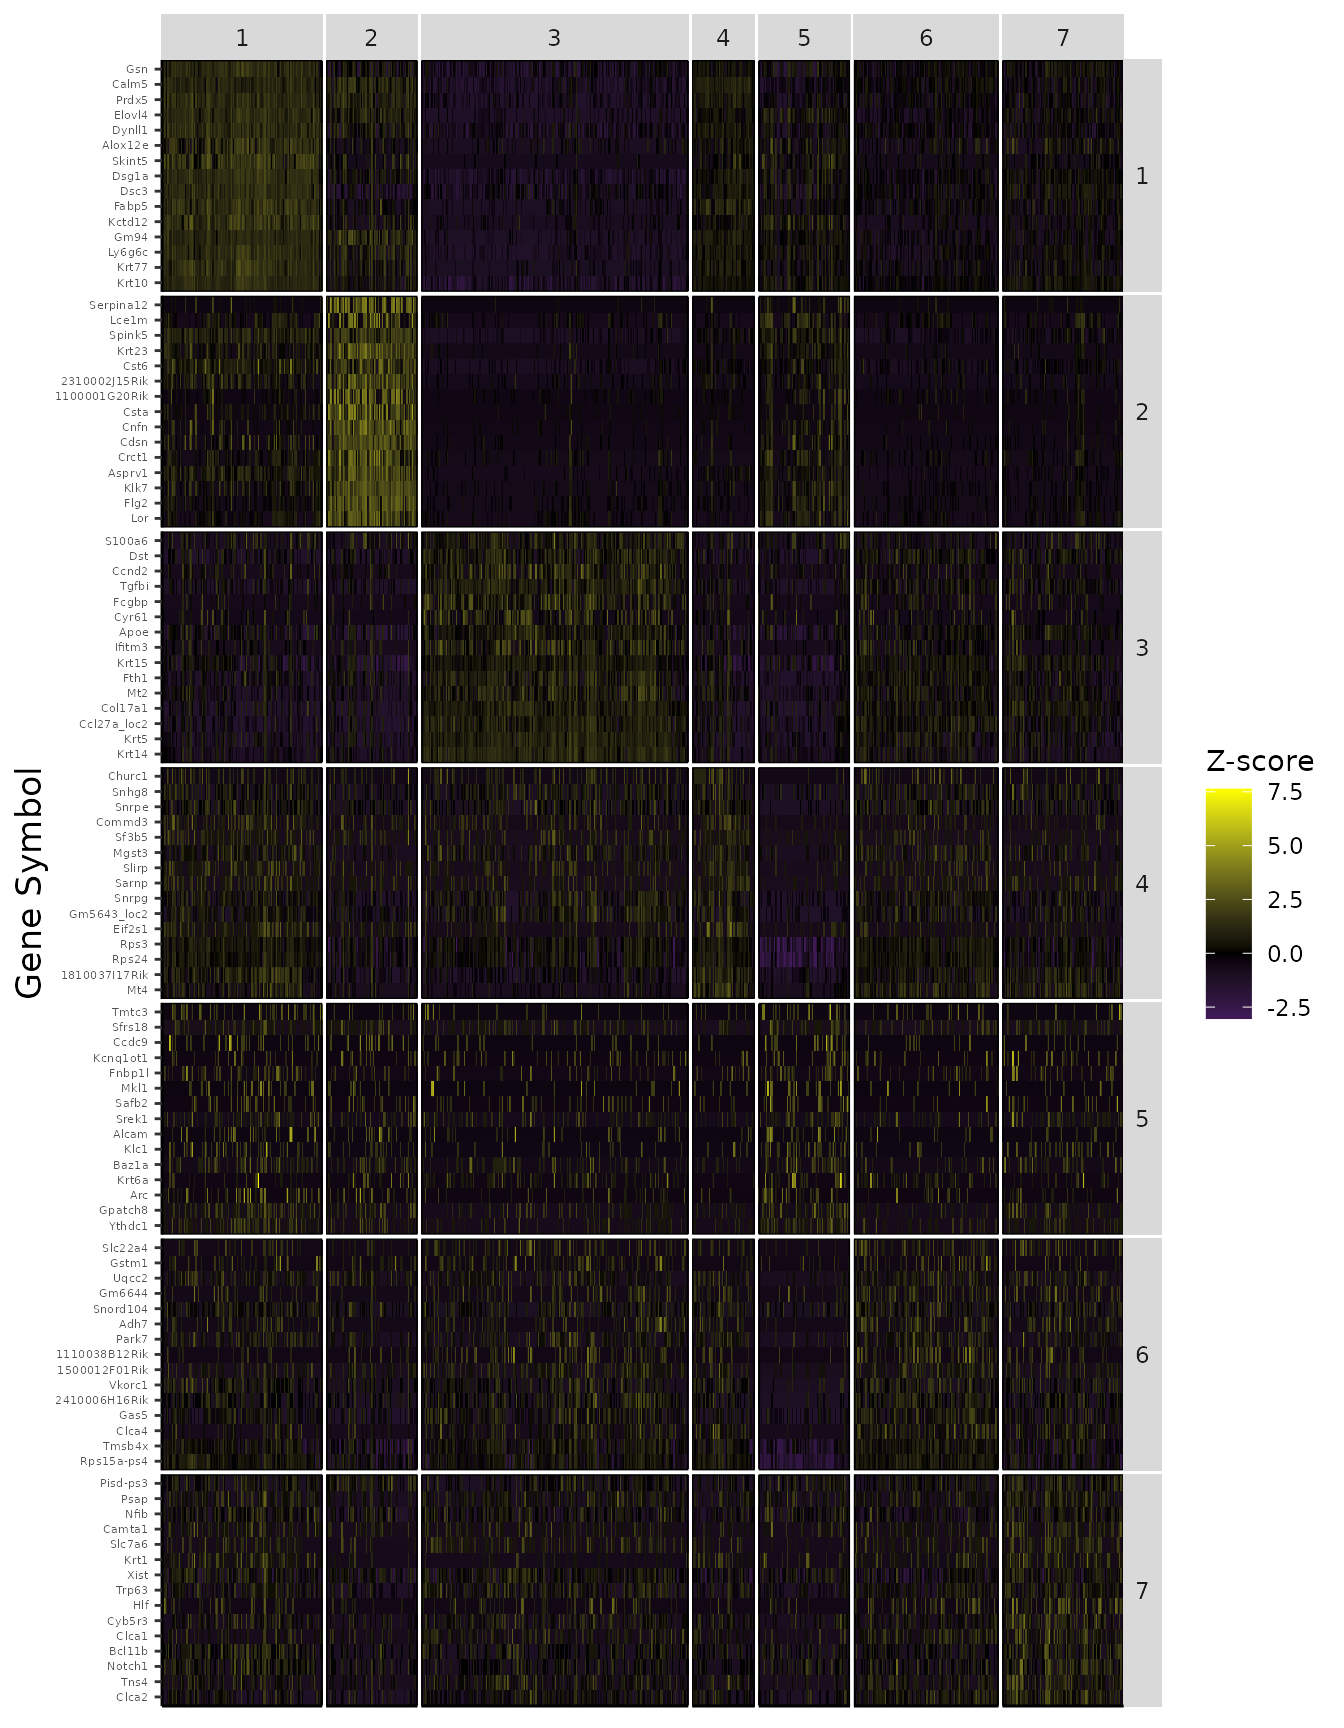 1 2 3 4 5 6 7
Gsn
Calm5
Prdx5
Elovl4
Dynll1
Alox12e
Skint5
Dsg1a
Dsc3
Fabp5
Kctd12
Gm94
Ly6g6c
Krt77
Krt10
1
Serpina12
Lce1m
Spink5
Krt23
Cst6
2310002J15Rik
1100001G20Rik
Csta
Cnfn
Cdsn
Crct1
Asprv1
Klk7
Flg2
Lor
2
S100a6
Dst
Ccnd2
Tgfbi
Fcgbp
Cyr61
Apoe
Ifitm3
Krt15
Fth1
Mt2
Col17a1
Ccl27a_loc2
Krt5
Krt14
3
Churc1
Snhg8
Snrpe
Commd3
Sf3b5
Mgst3
Slirp
Sarnp
Snrpg
Gm5643_loc2
Eif2s1
Rps3
Rps24
1810037I17Rik
Mt4
4
Tmtc3
Sfrs18
Ccdc9
Kcnq1ot1
Fnbp1l
Mkl1
Safb2
Srek1
Alcam
Klc1
Baz1a
Krt6a
Arc
Gpatch8
Ythdc1
5
Slc22a4
Gstm1
Uqcc2
Gm6644
Snord104
Adh7
Park7
1110038B12Rik
1500012F01Rik
Vkorc1
2410006H16Rik
Gas5
Clca4
Tmsb4x
Rps15a-ps4
6
Pisd-ps3
Psap
Nfib
Camta1
Slc7a6
Krt1
Xist
Trp63
Hlf
Cyb5r3
Clca1
Bcl11b
Notch1
Tns4
Clca2
7
Gene Symbol
Z-score
7.5
5.0
2.5
0.0
-2.5